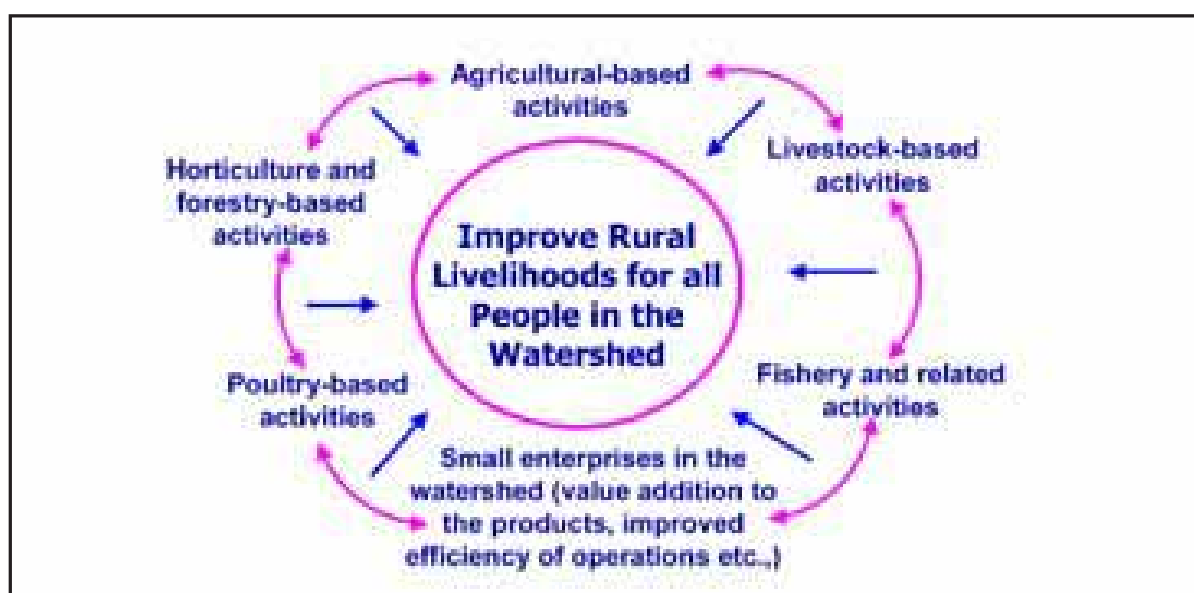 Agricultural-based
activities
Livestock-based
activities
Horticulture and
forestry-based
activities
Improve Rural
Livelihoods for all
People in the
Watershed
Poultry-based
activities
Fishery and related
activities
Small enterprises in the
watershed (value addition to
the products, improved
efficiency of operations etc.,)